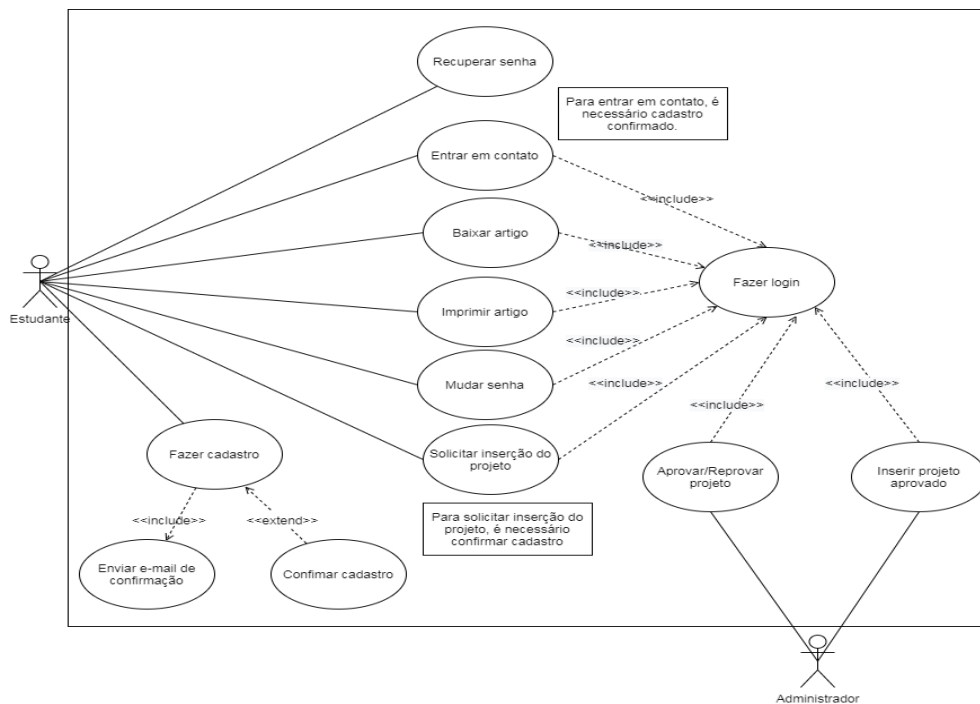 Recuperar senha
Para entrar em contato, é
necessário cadastro
confirmado.
Entrar em contato
<<include>>
Baixar artigo
<<include>>
Fazer login
Estudante
<<include>>
Imprimir artigo
<<include>>
Mudar senha
<<include>>
<<include>>
<<include>>
Fazer cadastro
Solicitar inserção do
projeto
Aprovar/Reprovar
projeto
Inserir projeto
aprovado
<<include>>
<<extend>>
Para solicitar inserção do
projeto, é necessário
confirmar cadastro
Enviar e-mail de
confirmação
Confimar cadastro
Administrador